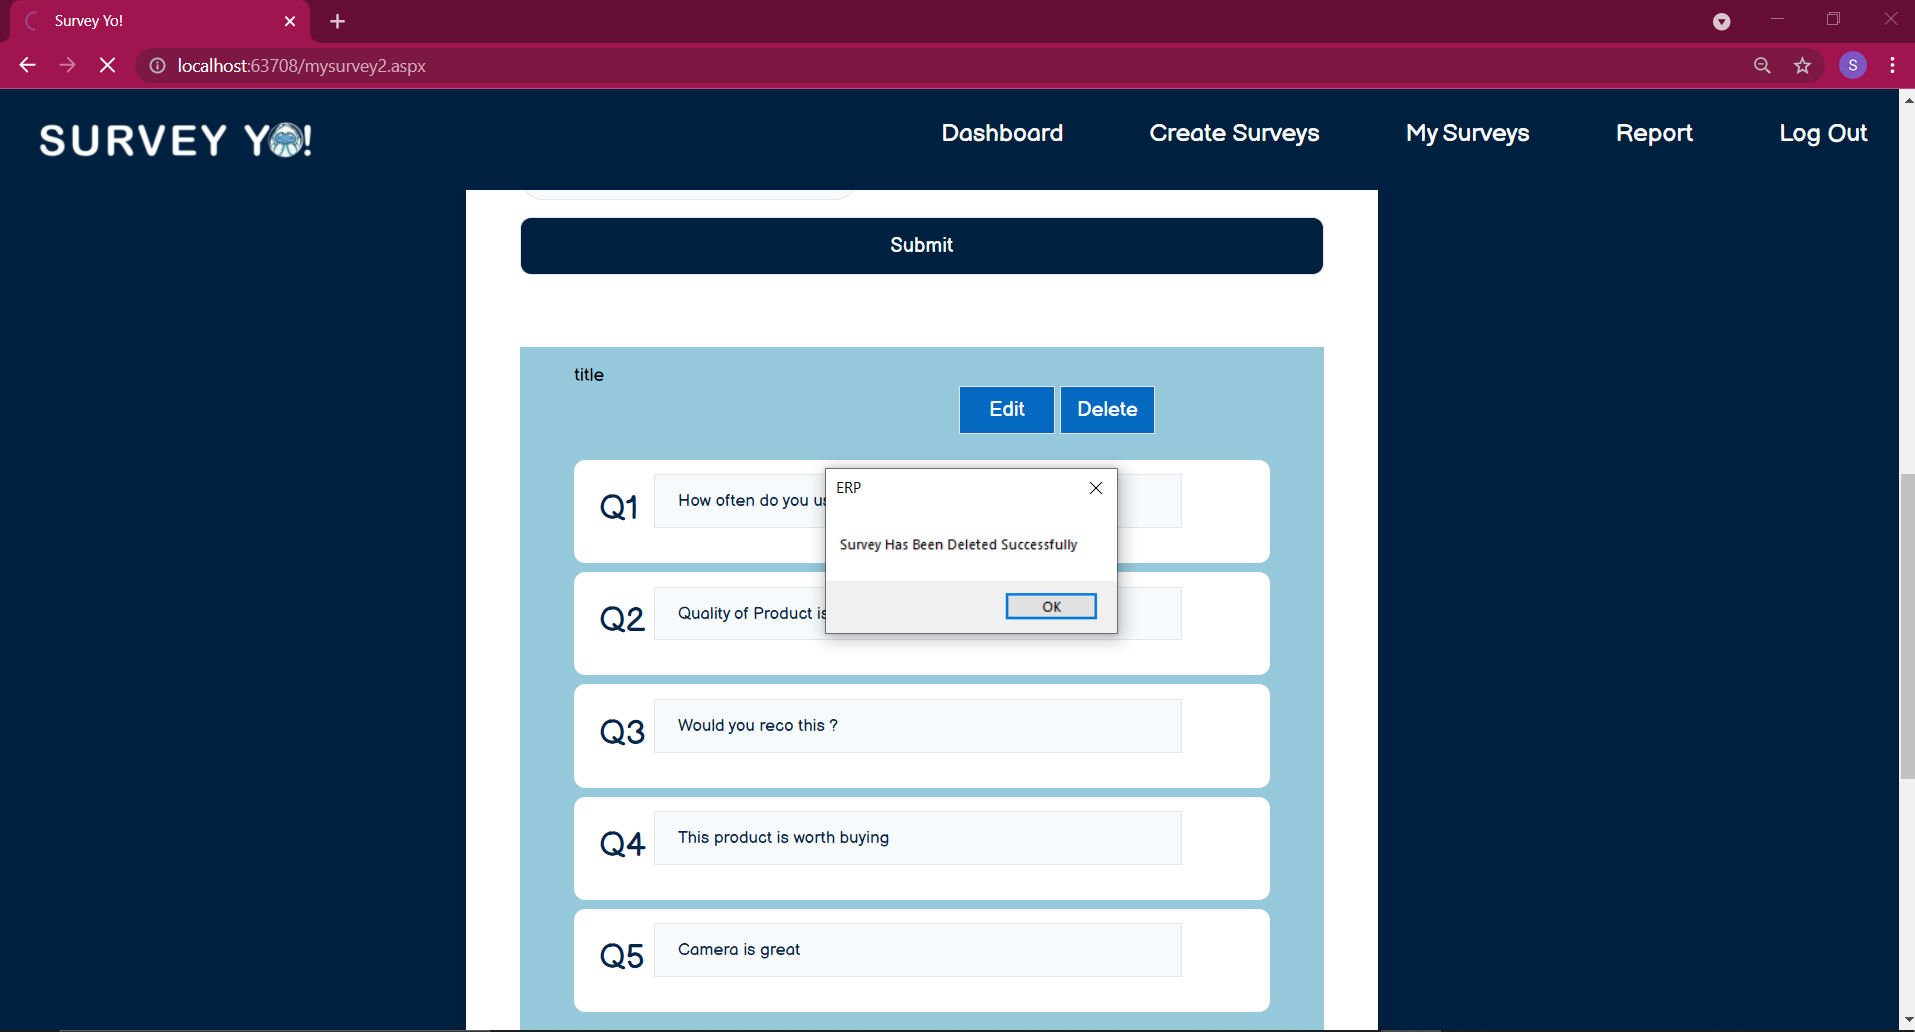 Survey Yo!
localhost:63708/mysurvey2.aspx
S
SURVEY YO!
Dashboard
Create Surveys
My Surveys
Report
Log Out
Submit
title
Edit
Delete
Q1
How often do you
ERP
Survey Has Been Deleted Successfully
OK
Q2
Quality of Product is
Q3
Would you reco this ?
Q4
This product is worth buying
Q5
Camera is great